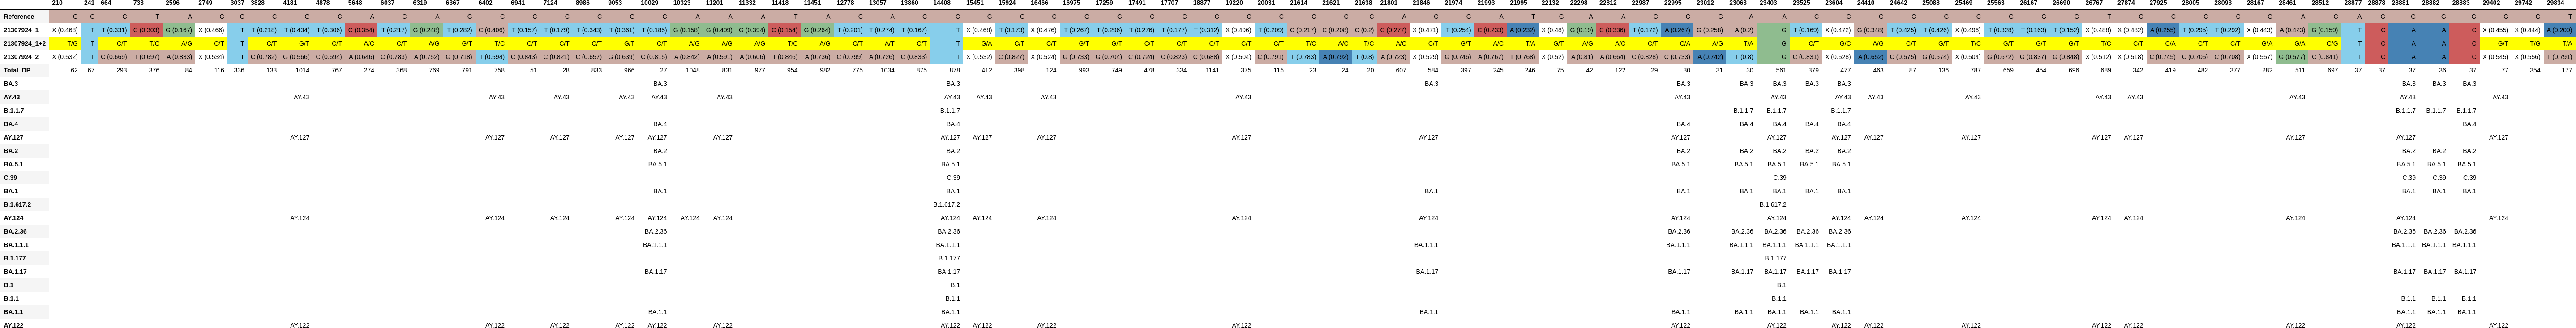 210 241 664 733 2596 2749 3037 3828 4181 4878 5648 6037 6319 6467 6402 6941 7124 8986 9053 10029 10323 11201 11332 11418 11451 12778 13057 13860 14408 15451 15924 16466 16975 17259 17491 17707 18877 19220 20031 21614 21621 21638 21801 21846 21974 21993 21995 22132 22298 22812 22987 22995 23012 23063 23403 23525 23604 24410 24642 25088 25469 25563 26167 26690 26767 27874 27925 28005 28093 28167 28461 28512 28877 28878 28881 28882 28883 29402 29742 29834
Reference G C C T A C C C G C A C A G C C C C G C A A A T A C A C C G C C G G C C C C C C C C A C G A T G A A C C G A A C C G C G C G G G T C C C C G A C A G G G G G G T
21307924_1 X (0.468) T T (0.331) C (0.303) G (0.167) X (0.466) T T (0.218) T (0.434) T (0.306) C (0.354) T (0.217) G (0.248) T (0.282) C (0.406) T (0.157) T (0.179) T (0.343) T (0.361) T (0.185) G (0.158) G (0.409) G (0.394) C (0.154) G (0.264) T (0.201) T (0.274) T (0.167) T X (0.468) T (0.173) X (0.476) T (0.267) T (0.296) T (0.276) T (0.177) T (0.312) X (0.496) T (0.209) C (0.217) C (0.208) C (0.2) C (0.277) X (0.471) T (0.254) C (0.233) A (0.232) X (0.48) G (0.19) C (0.336) T (0.172) A (0.267) G (0.258) A (0.2) G T (0.169) X (0.472) G (0.348) T (0.425) T (0.426) X (0.496) T (0.328) T (0.163) T (0.152) X (0.488) X (0.482) A (0.255) T (0.295) T (0.292) X (0.443) A (0.423) G (0.159) T C A A C X (0.455) X (0.444) A (0.209)
21307924_1+2 T/G T C/T T/C A/G C/T T C/T G/T C/T A/C C/T A/G G/T T/C C/T C/T C/T G/T C/T A/G A/G A/G T/C A/G C/T A/T C/T T G/A C/T C/T G/T G/T C/T C/T C/T C/T C/T T/C A/C T/C A/C C/T G/T A/C T/A G/T A/G A/C C/T C/A A/G T/A G C/T G/C A/G C/T G/T T/C G/T G/T C/T T/C C/T C/A C/T C/T G/T G/A C/G T C A A C G/T T/G T/A
21307924_2 X (0.532) T C (0.669) T (0.697) A (0.833) X (0.534) T C (0.782) G (0.566) C (0.694) A (0.646) C (0.783) A (0.752) G (0.718) T (0.594) C (0.843) C (0.821) C (0.657) G (0.639) C (0.815) A (0.842) A (0.591) A (0.606) T (0.846) A (0.736) C (0.799) A (0.726) C (0.833) T X (0.532) C (0.827) X (0.524) G (0.733) G (0.704) C (0.724) C (0.823) C (0.688) X (0.504) C (0.791) T (0.783) A (0.792) T (0.8) A (0.723) X (0.529) G (0.746) A (0.767) T (0.768) X (0.52) A (0.81) A (0.664) C (0.828) C (0.733) A (0.742) T (0.8) G C (0.831) X (0.528) A (0.652) C (0.575) G (0.574) X (0.504) G (0.672) G (0.837) G (0.848) X (0.512) X (0.518) C (0.745) C (0.705) C (0.708) X (0.557) G (0.577) C (0.841) T C A A C X (0.545) X (0.556) T (0.791)
Total_DP 62 67 293 376 84 116 336 133 1014 767 274 368 769 791 758 51 28 833 966 27 1048 831 977 954 982 775 1034 875 878 412 398 124 993 749 478 334 1141 375 115 23 24 20 607 584 397 245 246 75 42 122 29 30 31 30 561 379 477 463 87 136 787 659 454 696 689 342 419 482 377 282 511 697 37 37 37 36 37 77 354 177
BA.3 BA.3 BA.3 BA.3 BA.3 BA.3 BA.3 BA.3 BA.3 BA.3 BA.3 BA.3
AY.43 AY.43 AY.43 AY.43 AY.43 AY.43 AY.43 AY.43 AY.43 AY.43 AY.43 AY.43 AY.43 AY.43 AY.43 AY.43 AY.43 AY.43 AY.43 AY.43 AY.43
B.1.1.7 B.1.1.7 B.1.1.7 B.1.1.7 B.1.1.7 B.1.1.7 B.1.1.7 B.1.1.7
BA.4 BA.4 BA.4 BA.4 BA.4 BA.4 BA.4 BA.4 BA.4
AY.127 AY.127 AY.127 AY.127 AY.127 AY.127 AY.127 AY.127 AY.127 AY.127 AY.127 AY.127 AY.127 AY.127 AY.127 AY.127 AY.127 AY.127 AY.127 AY.127 AY.127 AY.127
BA.2 BA.2 BA.2 BA.2 BA.2 BA.2 BA.2 BA.2 BA.2 BA.2 BA.2
BA.5.1 BA.5.1 BA.5.1 BA.5.1 BA.5.1 BA.5.1 BA.5.1 BA.5.1 BA.5.1 BA.5.1 BA.5.1
C.39 C.39 C.39 C.39 C.39 C.39
BA.1 BA.1 BA.1 BA.1 BA.1 BA.1 BA.1 BA.1 BA.1 BA.1 BA.1 BA.1
B.1.617.2 B.1.617.2 B.1.617.2
AY.124 AY.124 AY.124 AY.124 AY.124 AY.124 AY.124 AY.124 AY.124 AY.124 AY.124 AY.124 AY.124 AY.124 AY.124 AY.124 AY.124 AY.124 AY.124 AY.124 AY.124 AY.124 AY.124
BA.2.36 BA.2.36 BA.2.36 BA.2.36 BA.2.36 BA.2.36 BA.2.36 BA.2.36 BA.2.36 BA.2.36 BA.2.36
BA.1.1.1 BA.1.1.1 BA.1.1.1 BA.1.1.1 BA.1.1.1 BA.1.1.1 BA.1.1.1 BA.1.1.1 BA.1.1.1 BA.1.1.1 BA.1.1.1 BA.1.1.1
B.1.177 B.1.177 B.1.177
BA.1.17 BA.1.17 BA.1.17 BA.1.17 BA.1.17 BA.1.17 BA.1.17 BA.1.17 BA.1.17 BA.1.17 BA.1.17 BA.1.17
B.1 B.1 B.1
B.1.1 B.1.1 B.1.1 B.1.1 B.1.1 B.1.1
BA.1.1 BA.1.1 BA.1.1 BA.1.1 BA.1.1 BA.1.1 BA.1.1 BA.1.1 BA.1.1 BA.1.1 BA.1.1 BA.1.1
AY.122 AY.122 AY.122 AY.122 AY.122 AY.122 AY.122 AY.122 AY.122 AY.122 AY.122 AY.122 AY.122 AY.122 AY.122 AY.122 AY.122 AY.122 AY.122 AY.122 AY.122